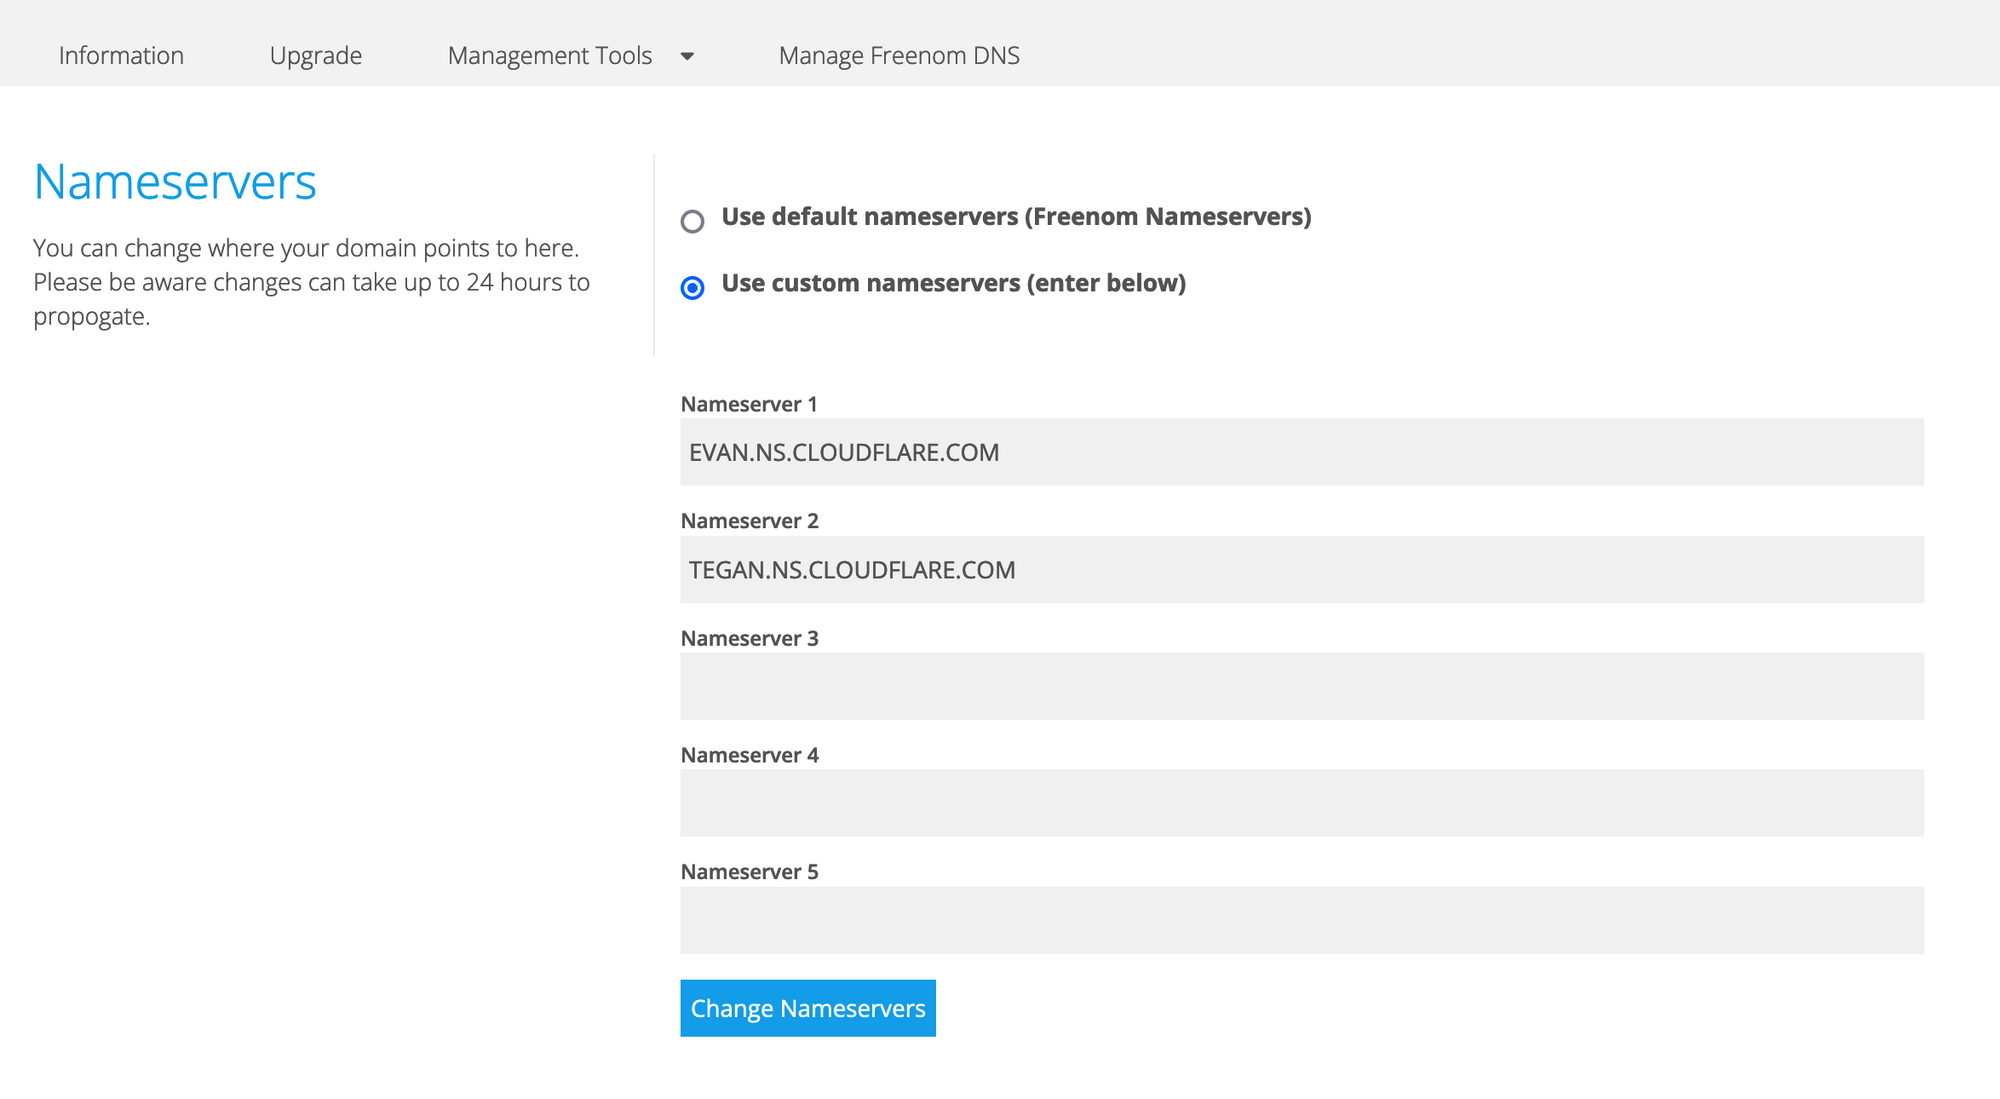 Information Upgrade Management Tools Manage Freenom DNS
Nameservers
You can change where your domain points to here.
Please be aware changes can take up to 24 hours to
propogate.
Use default nameservers (Freenom Nameservers)
Use custom nameservers (enter below)
Nameserver 1
EVAN.NS.CLOUDFLARE.COM
Nameserver 2
TEGAN.NS.CLOUDFLARE.COM
Nameserver 3
Nameserver 4
Nameserver 5
Change Nameservers